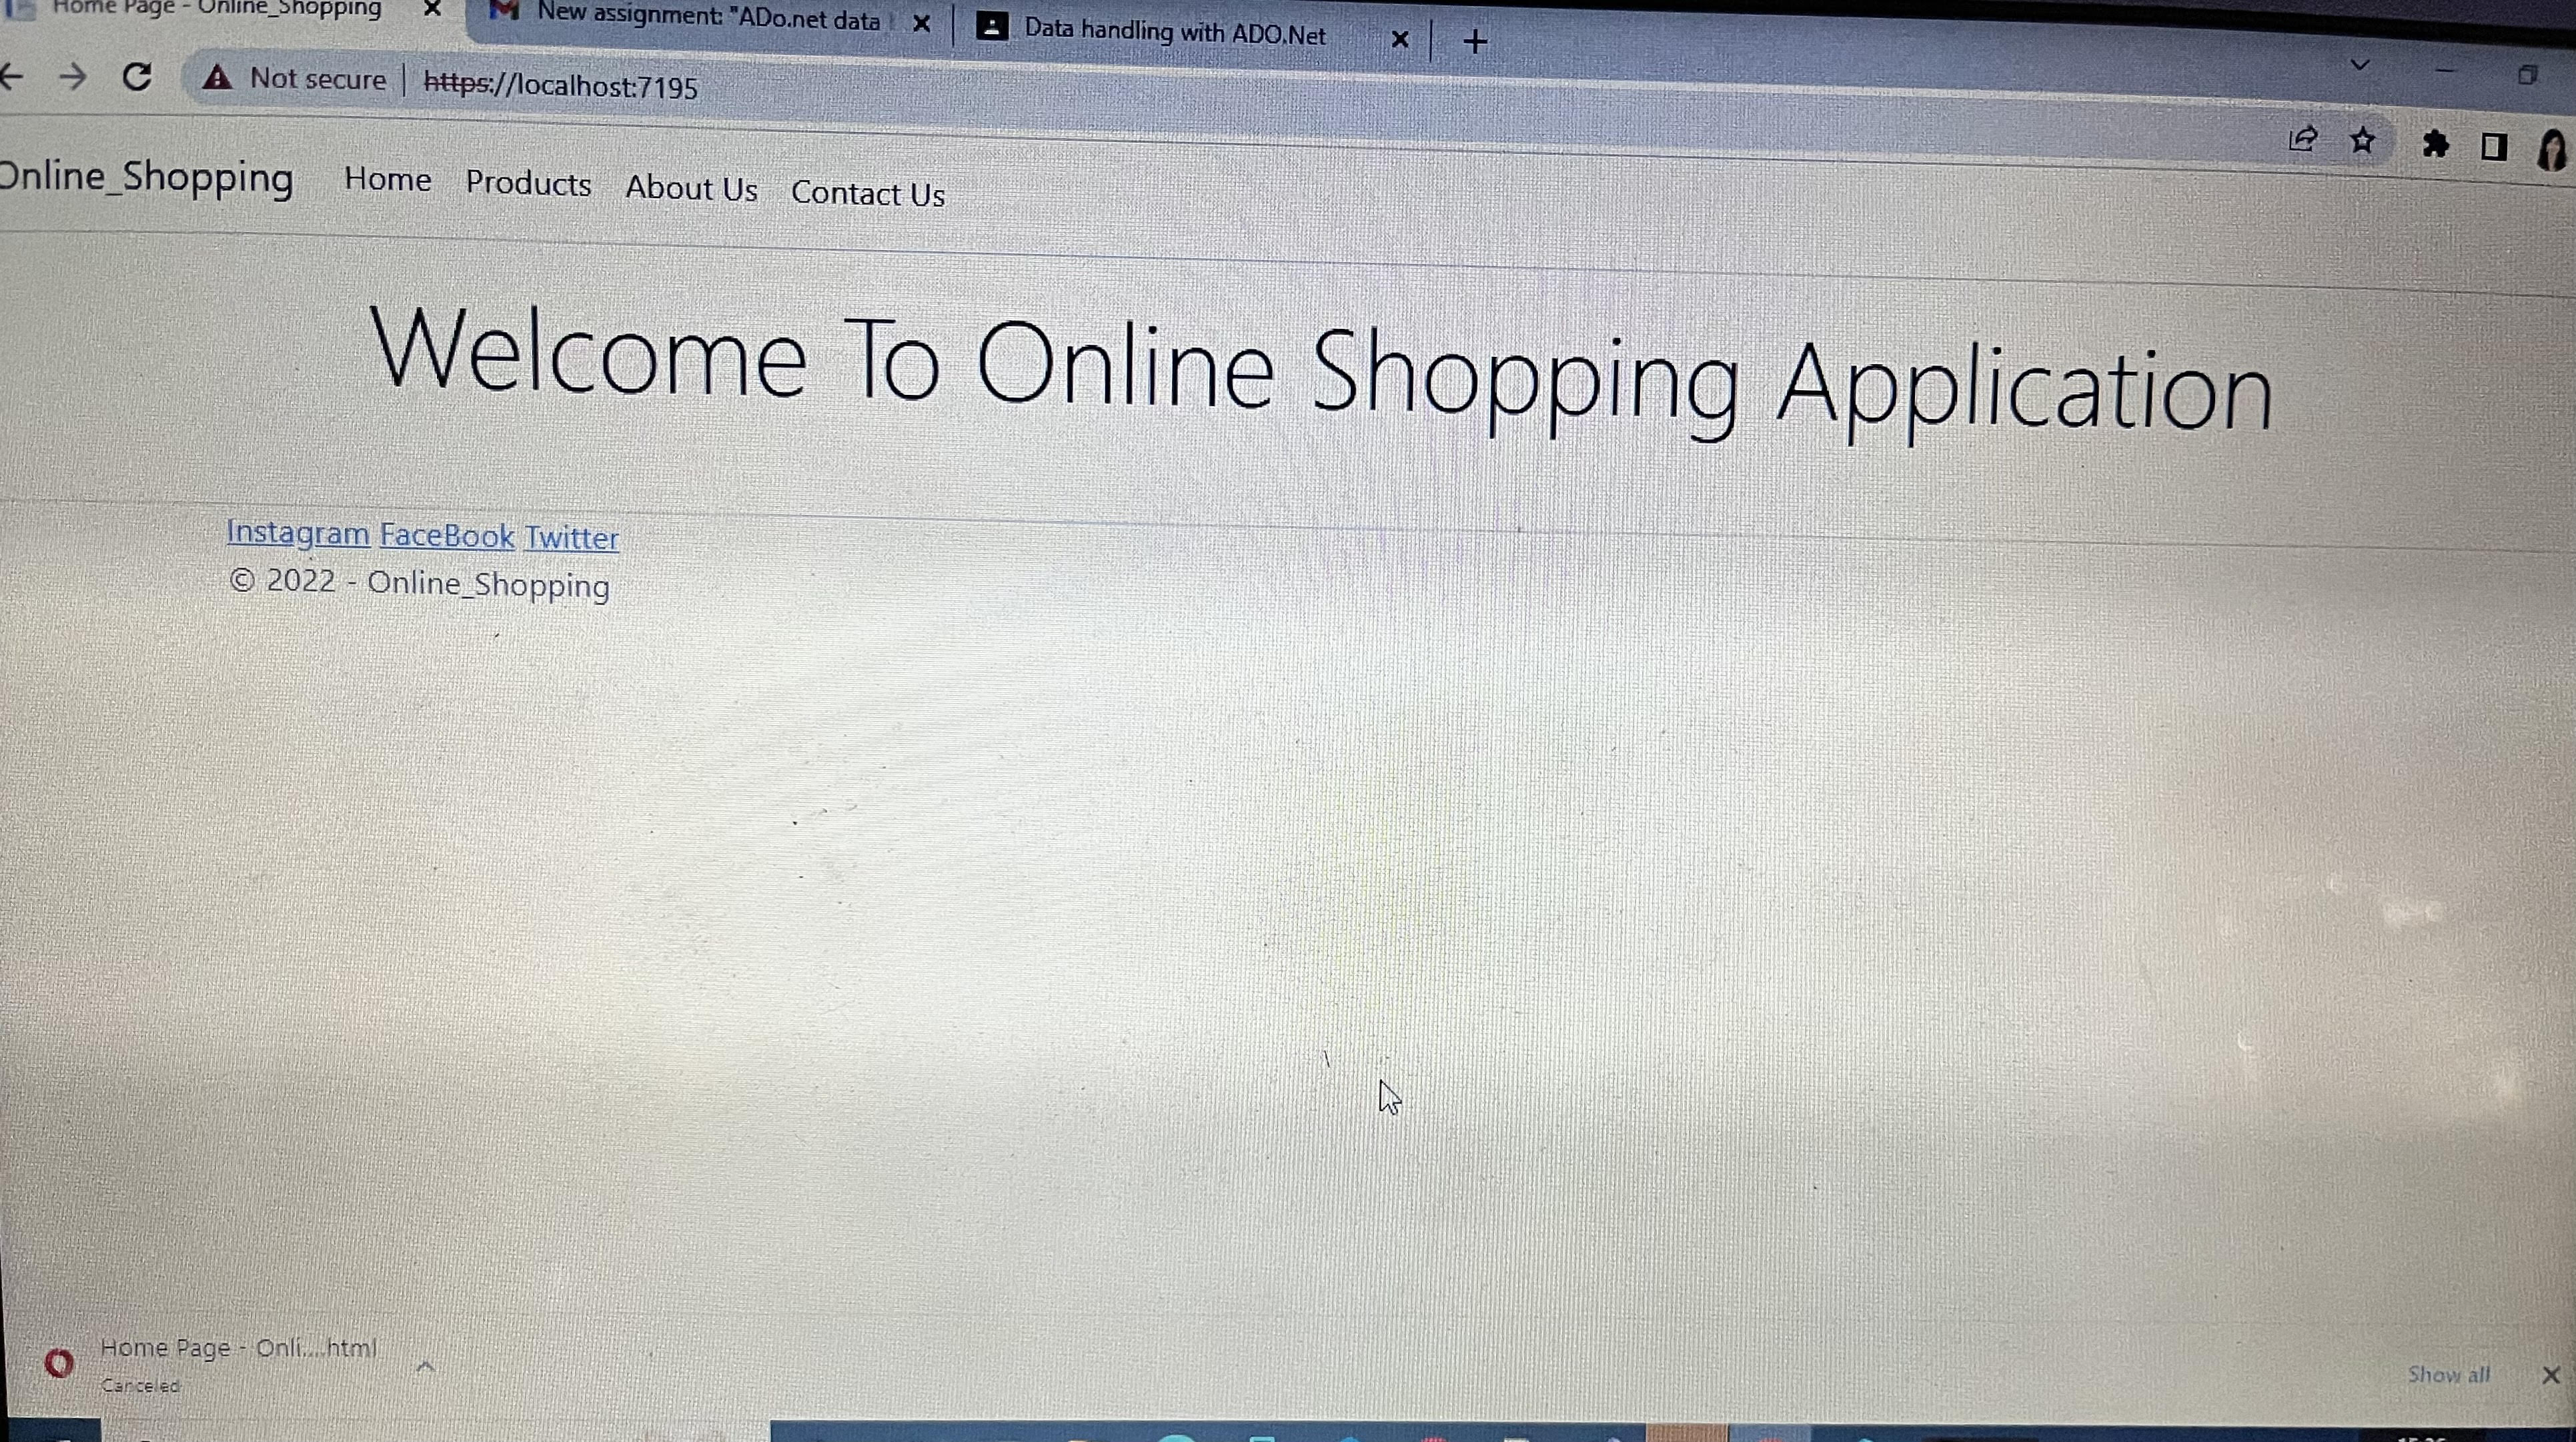 Home Page - Online_Shopping
New assignment: "ADo.net data
Data handling with ADO.Net
Not secure
https://localhost:7195
Online_Shopping Home Products About Us Contact Us
Welcome To Online Shopping Application
Instagram FaceBook Twitter
© 2022 - Online_Shopping
Home Page - Onli....html
Canceled
Show all